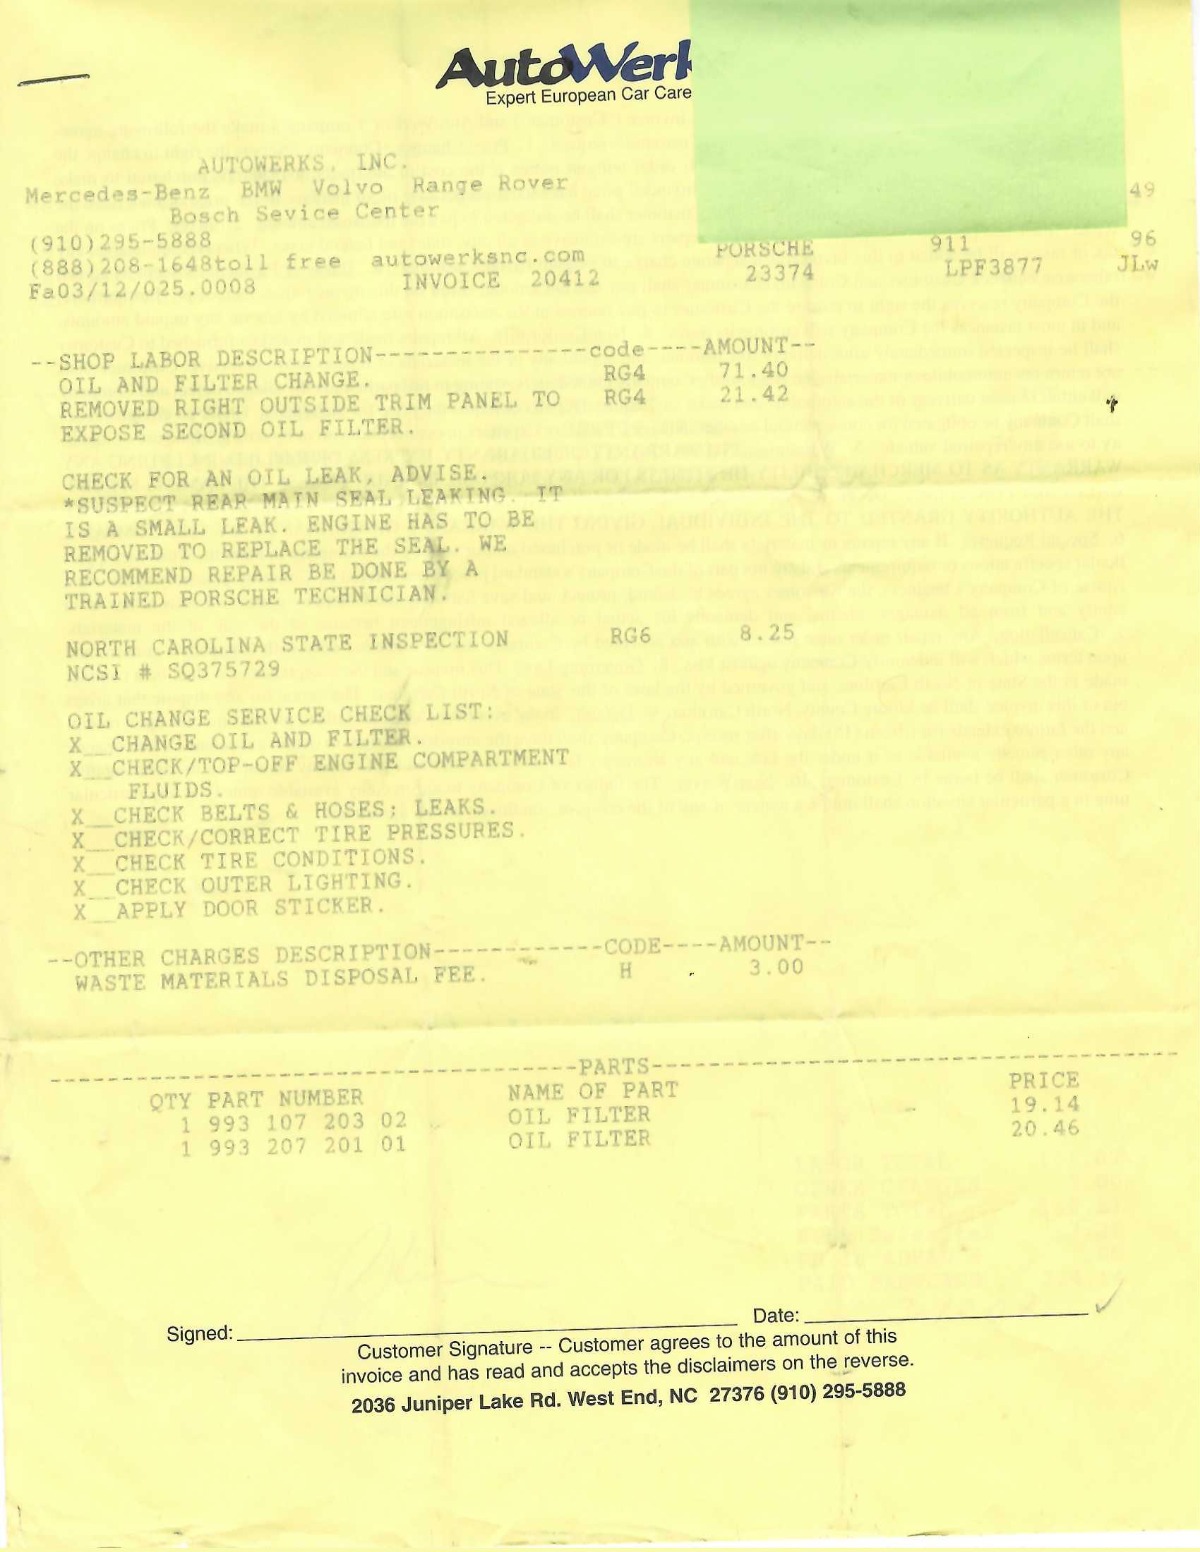 AutoWerk
Expert European Car Care
AUTOWERKS, INC.
Mercedes-Benz BMW Volvo Range Rover
Bosch Sevice Center
49
(910)295-5888
PORSCHE 911 96
(888)208-1648toll free autowerksnc.com
23374 LPF3877 JLw
Fa03/12/025.0008 INVOICE 20412
--SHOP LABOR DESCRIPTION---------------code----AMOUNT--
OIL AND FILTER CHANGE. RG4 71.40
REMOVED RIGHT OUTSIDE TRIM PANEL TO RG4 21.42
EXPOSE SECOND OIL FILTER.
CHECK FOR AN OIL LEAK, ADVISE.
*SUSPECT REAR MAIN SEAL LEAKING. IT
IS A SMALL LEAK. ENGINE HAS TO BE
REMOVED TO REPLACE THE SEAL. WE
RECOMMEND REPAIR BE DONE BY A
TRAINED PORSCHE TECHNICIAN.
NORTH CAROLINA STATE INSPECTION RG6 8.25
NCSI # SQ375729
OIL CHANGE SERVICE CHECK LIST:
X__CHANGE OIL AND FILTER.
X__CHECK/TOP-OFF ENGINE COMPARTMENT
FLUIDS.
X__CHECK BELTS & HOSES; LEAKS.
X__CHECK/CORRECT TIRE PRESSURES.
X__CHECK TIRE CONDITIONS.
X__CHECK OUTER LIGHTING.
X__APPLY DOOR STICKER.
--OTHER CHARGES DESCRIPTION------------CODE----AMOUNT--
WASTE MATERIALS DISPOSAL FEE. H 3.00
-------------------------------------PARTS-------------------------------------
QTY PART NUMBER NAME OF PART PRICE
1 993 107 203 02 OIL FILTER 19.14
1 993 207 201 01 OIL FILTER 20.46
Signed: Date:
Customer Signature -- Customer agrees to the amount of this
invoice and has read and accepts the disclaimers on the reverse.
2036 Juniper Lake Rd. West End, NC 27376 (910) 295-5888